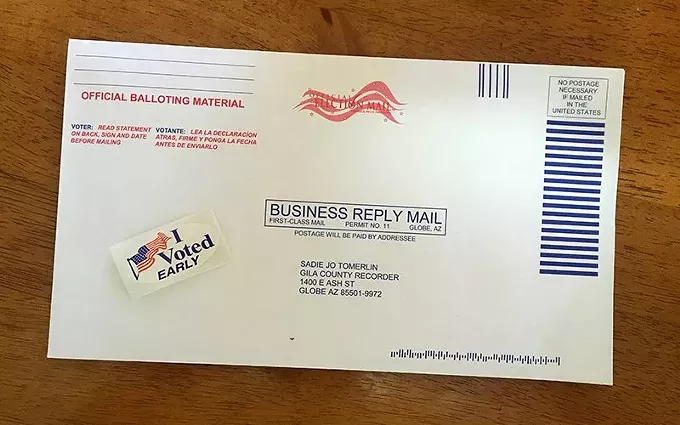 OFFICIAL BALLOTING MATERIAL
VOTER: READ STATEMENT
ON BACK, SIGN AND DATE
BEFORE MAILING
VOTANTE: LEA LA DECLARACÍON
ATRAS, FIRME Y PONGA LA FECHA
ANTES DE ENVIARLO
OFFICIAL
ELECTION MAIL
NO POSTAGE
NECESSARY
IF MAILED
IN THE
UNITED STATES
BUSINESS REPLY MAIL
FIRST-CLASS MAIL PERMIT NO. 11 GLOBE, AZ
POSTAGE WILL BE PAID BY ADDRESSEE
I
Voted
EARLY
SADIE JO TOMERLIN
GILA COUNTY RECORDER
1400 E ASH ST
GLOBE AZ 85501-9972